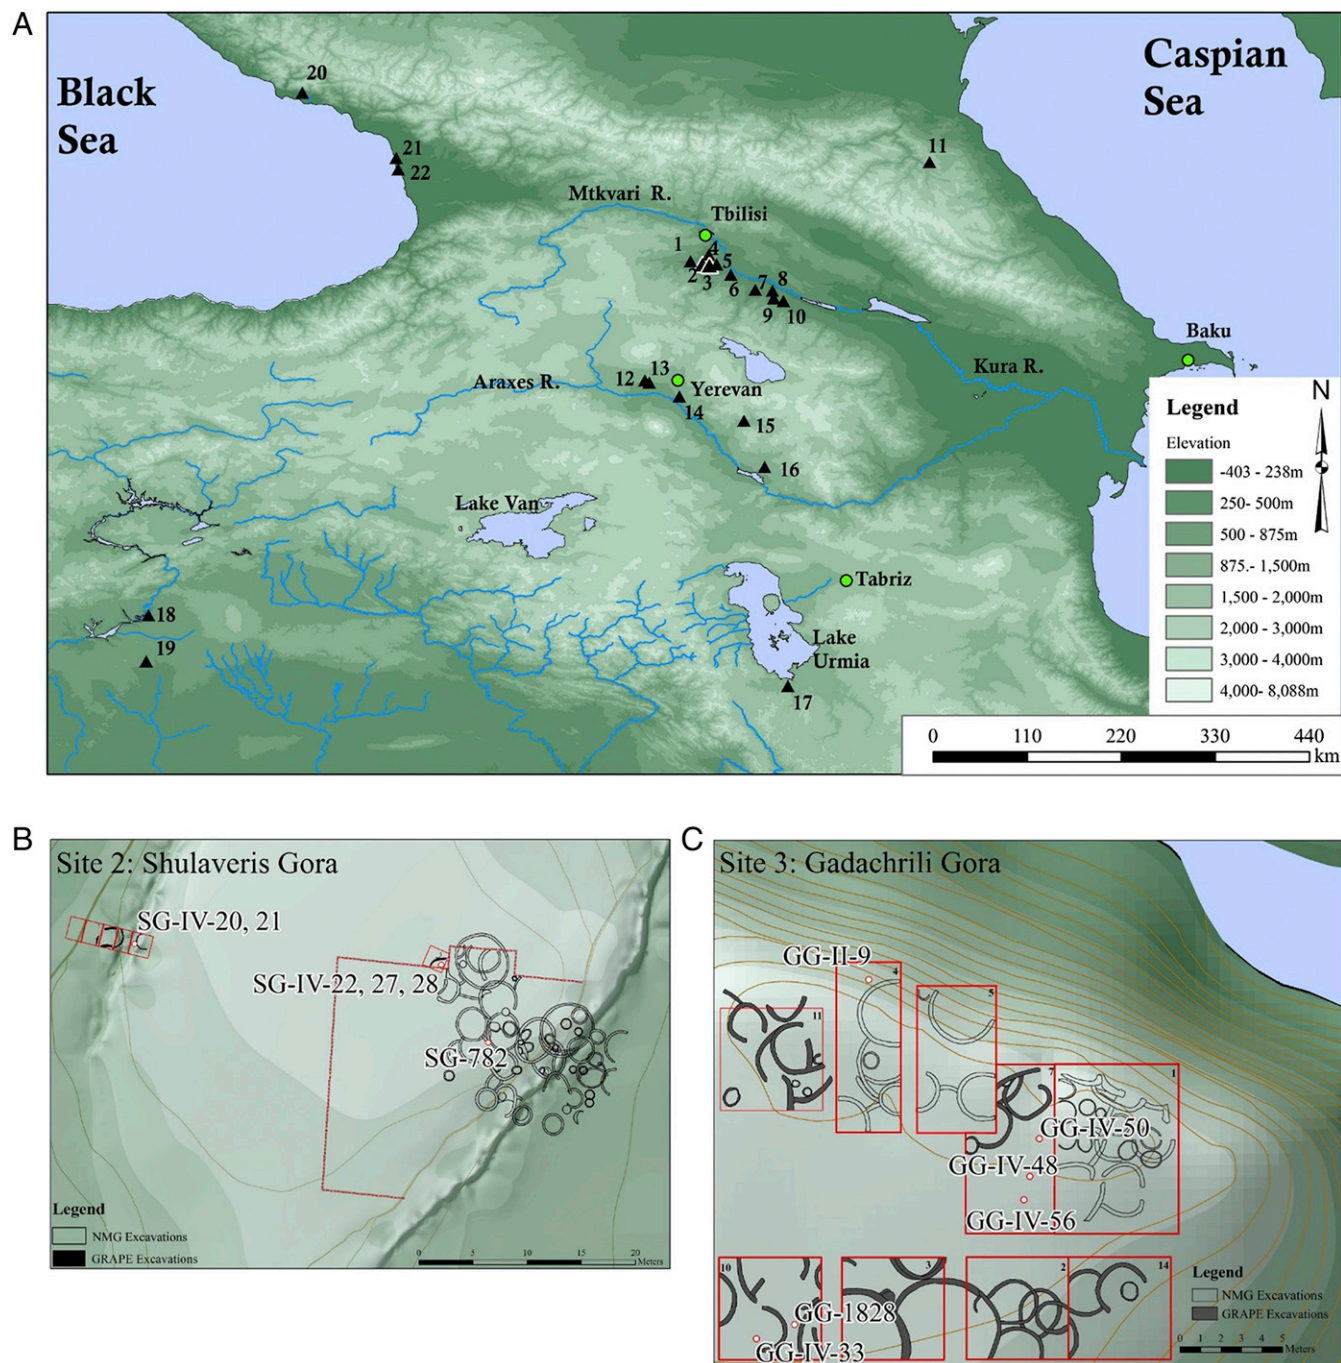 A
Black
Sea
Caspian
Sea
20
21
22
11
Mtkvari R.
Tbilisi
1
4
2
3
5
6
7
8
9
10
Baku
Kura R.
12
13
Araxes R.
Yerevan
14
15
16
Lake Van
Tabriz
Lake
Urmia
17
18
19
N
Legend
Elevation
-403 - 238m
250- 500m
500 - 875m
875.- 1,500m
1,500 - 2,000m
2,000 - 3,000m
3,000 - 4,000m
4,000- 8,088m
0 110 220 330 440
km
B
Site 2: Shulaveris Gora
SG-IV-20, 21
SG-IV-22, 27, 28
SG-782
Legend
NMG Excavations
GRAPE Excavations
0 5 10 15 20
Meters
C
Site 3: Gadachrili Gora
GG-II-9
4
5
11
7
1
GG-IV-50
GG-IV-48
GG-IV-56
10
3
2
14
GG-1828
GG-IV-33
Legend
NMG Excavations
GRAPE Excavations
0 1 2 3 4 5
Meters